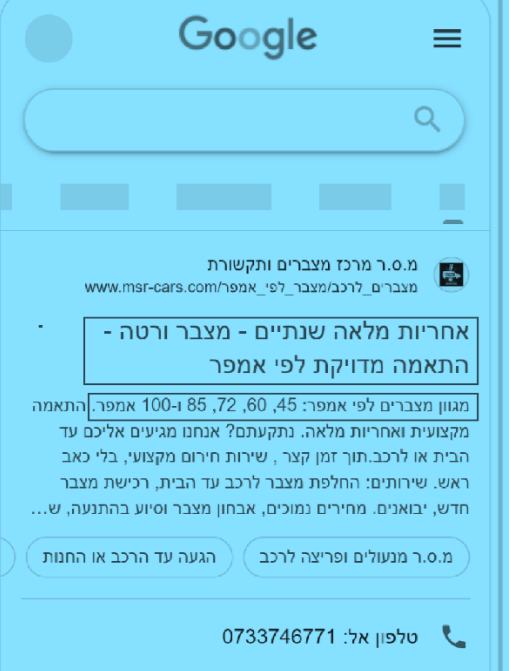 Google
מ.ס.ר מרכז מצברים ותקשורת
www.msr-cars.com/מצברים_לרכב/מצבר_לפי_אמפר
אחריות מלאה שנתיים - מצבר ורטה -
התאמה מדויקת לפי אמפר
מגוון מצברים לפי אמפר: 45, 60, 72, 85 ו-100 אמפר. התאמה
מקצועית ואחריות מלאה. נתקעתם? אנחנו מגיעים אליכם עד
הבית או לרכב.תוך זמן קצר , שירות חירום מקצועי, בלי כאב
ראש. שירותים: החלפת מצבר לרכב עד הבית, רכישת מצבר
חדש, יבואנים. מחירים נמוכים, אבחון מצבר וסיוע בהתנעה, ש...
מ.ס.ר מנעולים ופריצה לרכב
הגעה עד הרכב או החנות
טלפון אל: 0733746771